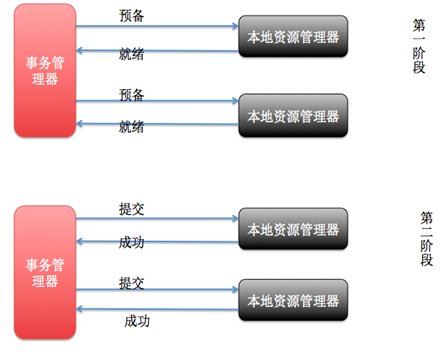 预备
事务管
理器
本地资源管理器
就绪
预备
本地资源管理器
就绪
第一阶段
提交
事务管
理器
本地资源管理器
成功
提交
本地资源管理器
成功
第二阶段